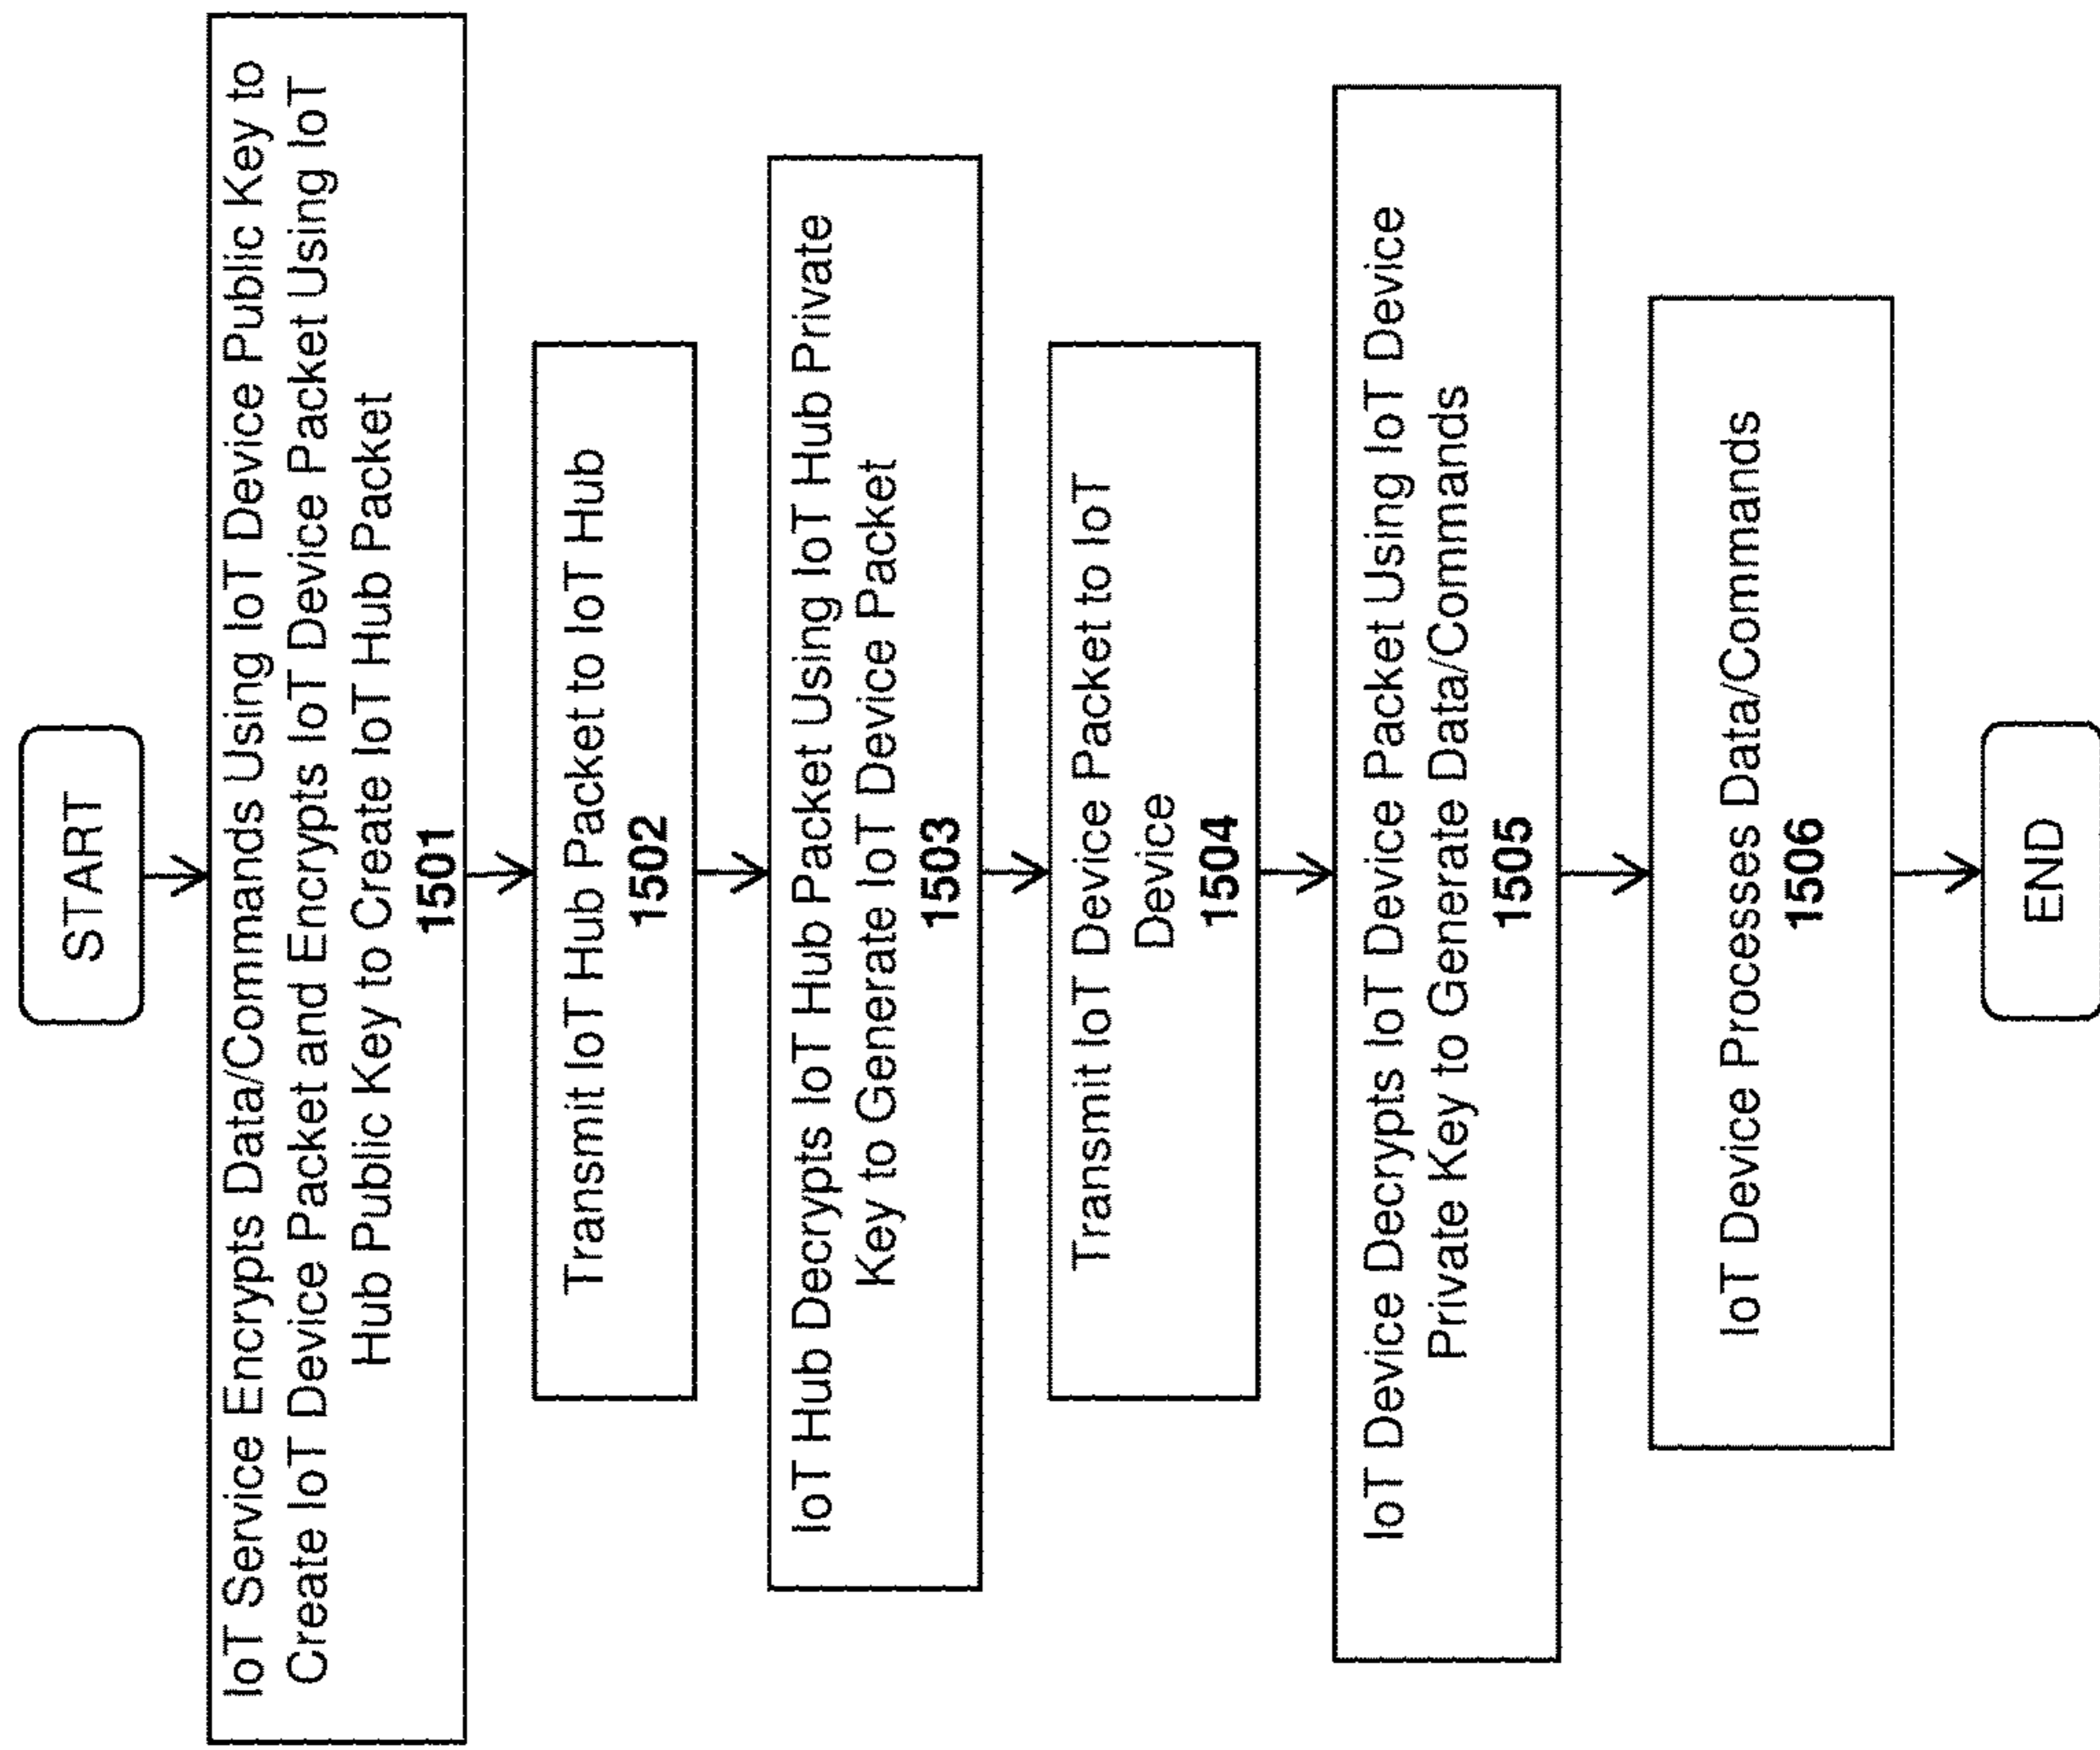 START
IoT Service Encrypts Data/Commands Using IoT Device Public Key to
Create IoT Device Packet and Encrypts IoT Device Packet Using IoT
Hub Public Key to Create IoT Hub Packet
1501
Transmit IoT Hub Packet to IoT Hub
1502
IoT Hub Decrypts IoT Hub Packet Using IoT Hub Private
Key to Generate IoT Device Packet
1503
Transmit IoT Device Packet to IoT
Device
1504
IoT Device Decrypts IoT Device Packet Using IoT Device
Private Key to Generate Data/Commands
1505
IoT Device Processes Data/Commands
1506
END